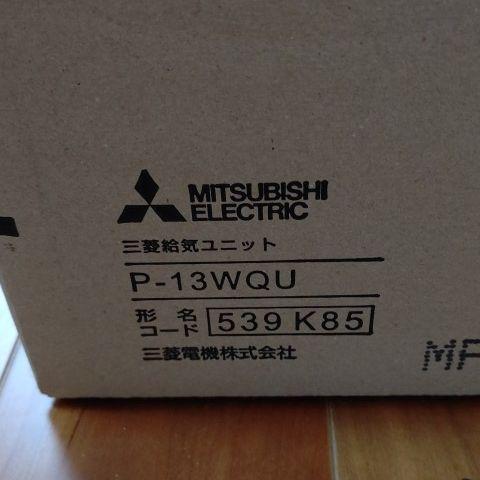 MITSUBISHI
ELECTRIC
三菱給気ユニット
P-13WQU
形名
コード 539 K85
三菱電機株式会社